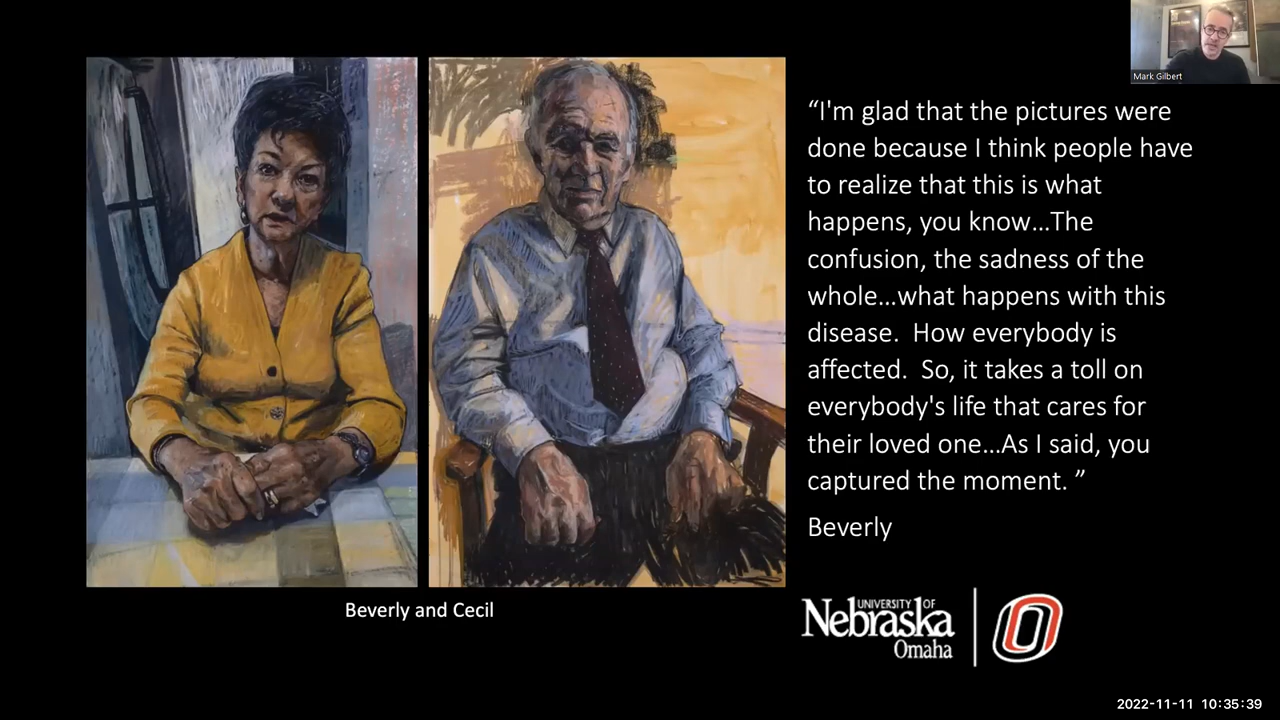 Mark Gilbert
“I'm glad that the pictures were
done because I think people have
to realize that this is what
happens, you know…The
confusion, the sadness of the
whole…what happens with this
disease.  How everybody is
affected.  So, it takes a toll on
everybody's life that cares for
their loved one…As I said, you
captured the moment. ”
Beverly
Beverly and Cecil
UNIVERSITY OF
Nebraska
Omaha
O
2022-11-11 10:35:39